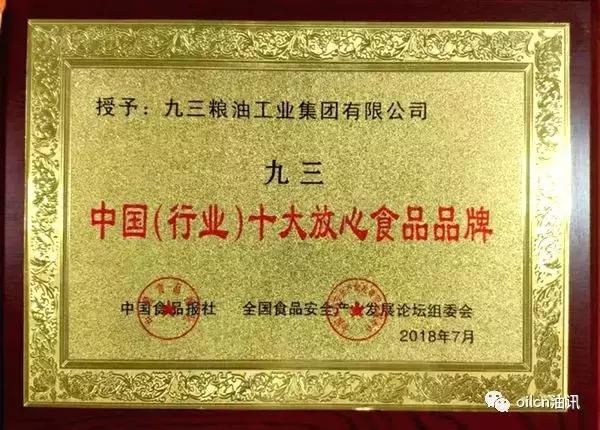 授予：九三粮油工业集团有限公司
九三
中国(行业)十大放心食品品牌
中国食品报社 全国食品安全产业发展论坛组委会
2018年7月
oilcn油讯